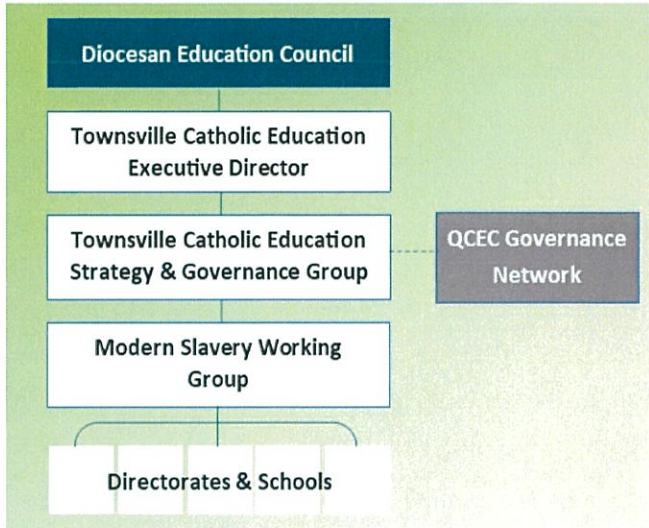 Diocesan Education Council
Townsville Catholic Education
Executive Director
Townsville Catholic Education
Strategy & Governance Group
QCEC Governance
Network
Modern Slavery Working
Group
Directorates & Schools